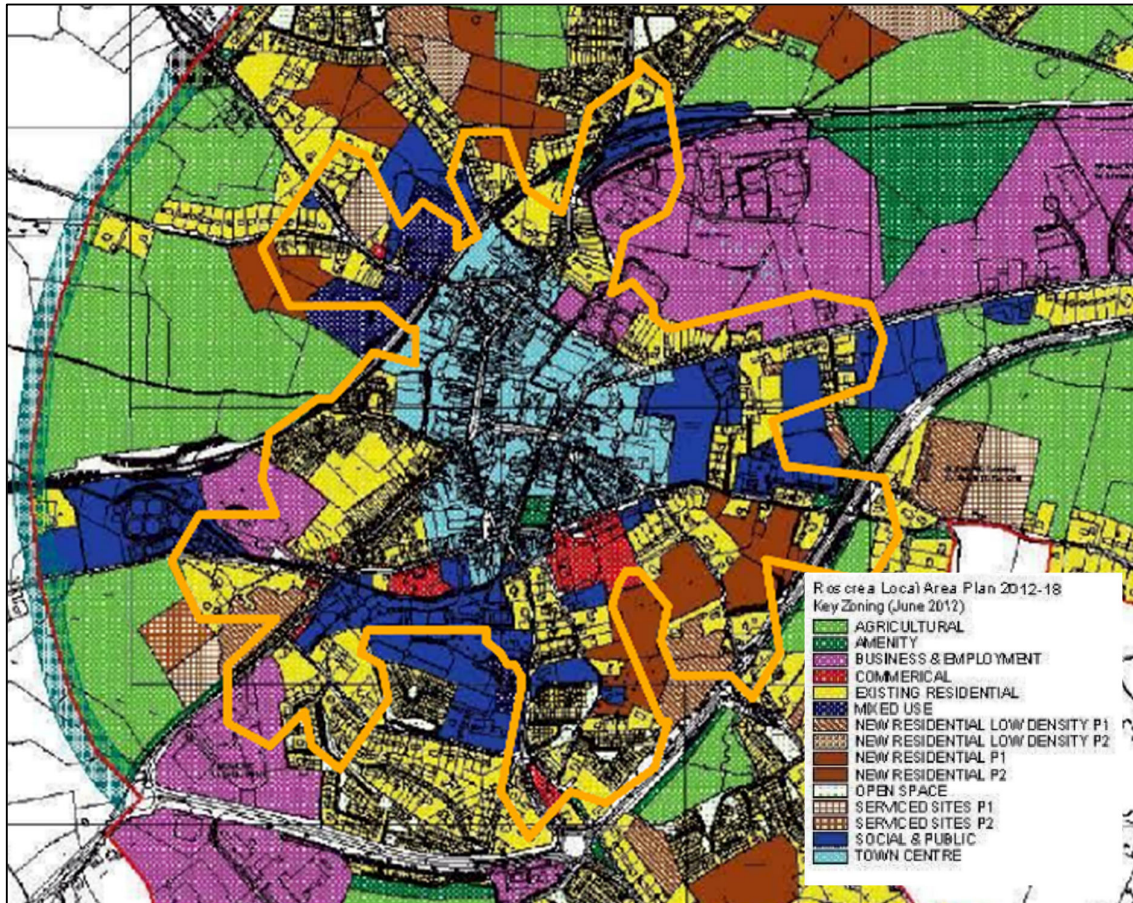 Roscrea Local Area Plan 2012-18
Key Zoning (June 2012)
AGRICULTURAL
AMENITY
BUSINESS & EMPLOYMENT
COMMERICAL
EXISTING RESIDENTIAL
MIXED USE
NEW RESIDENTIAL LOW DENSITY P1
NEW RESIDENTIAL LOW DENSITY P2
NEW RESIDENTIAL P1
NEW RESIDENTIAL P2
OPEN SPACE
SERVICED SITES P1
SERVICED SITES P2
SOCIAL & PUBLIC
TOWN CENTRE